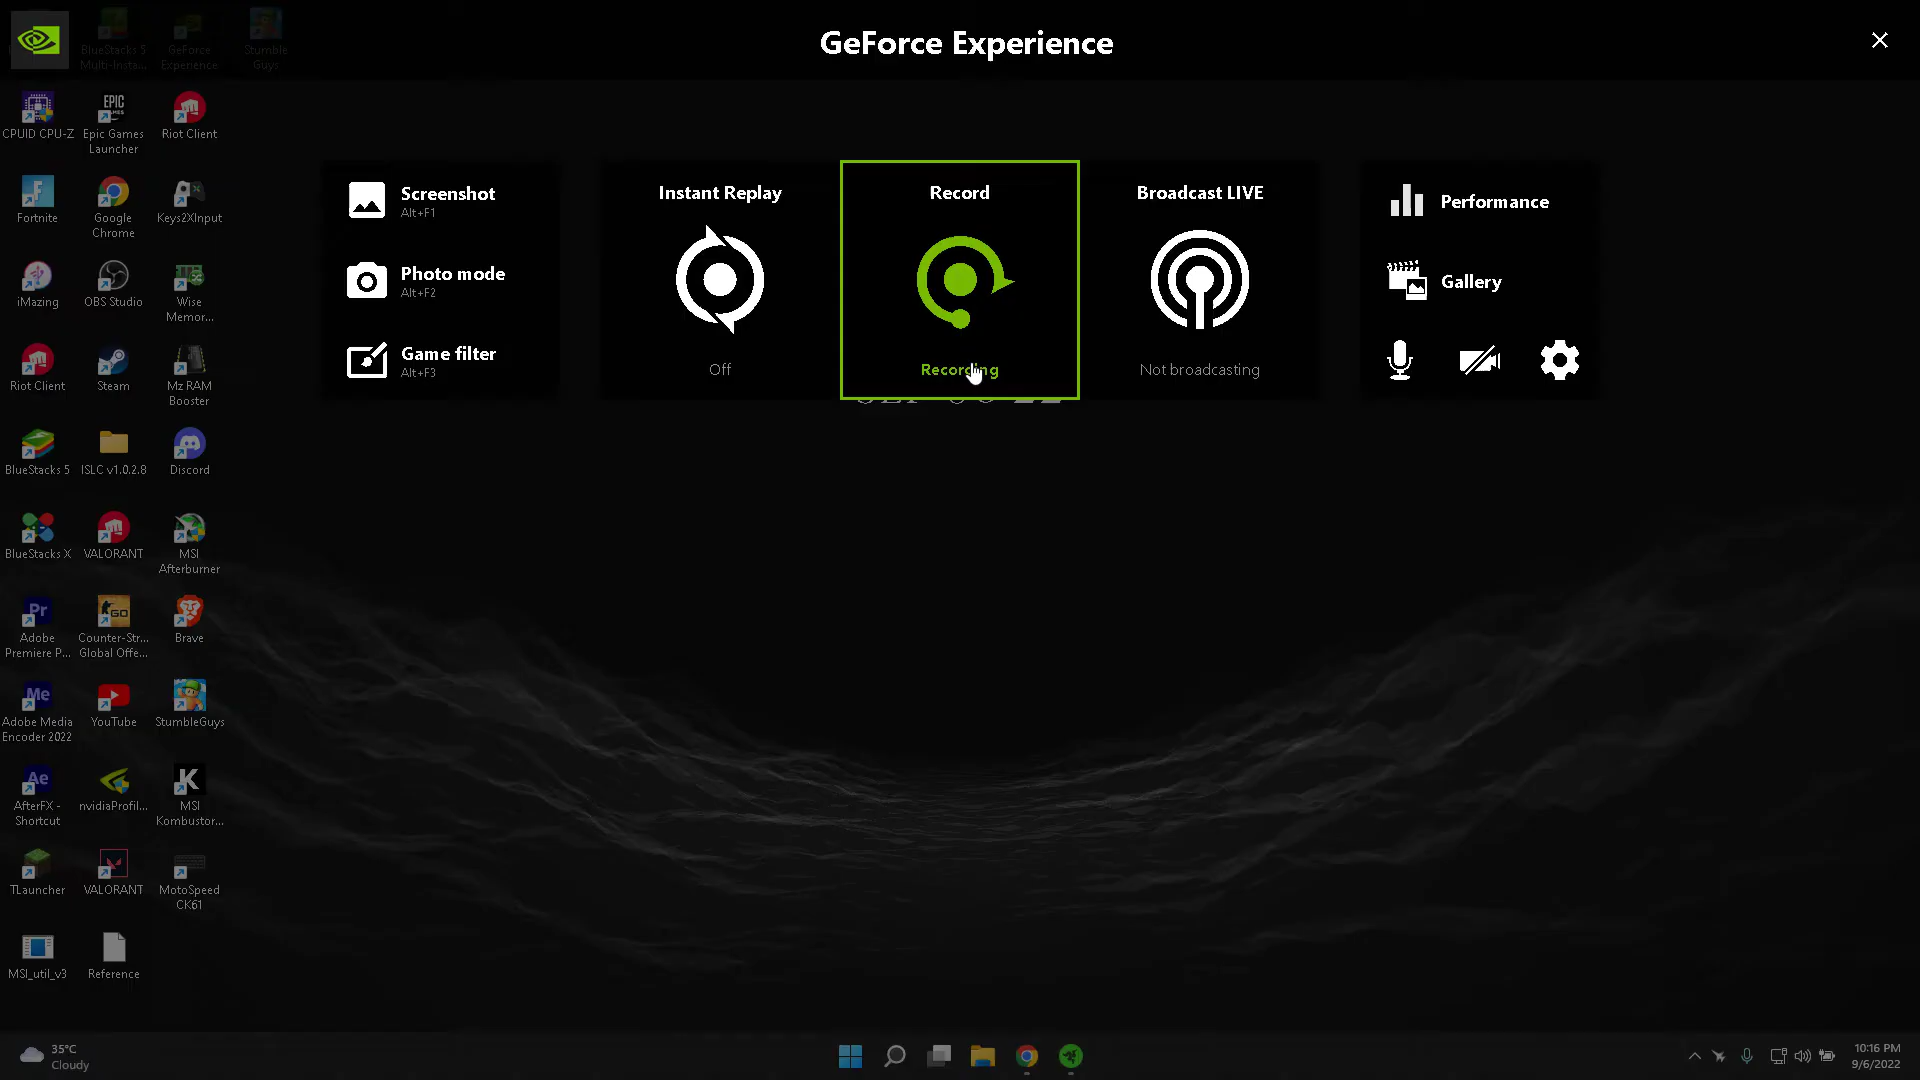 GeForce Experience
BlueStacks 5
Multi-Insta...
GeForce
Experience
Stumble
Guys
CPUID CPU-Z
Epic Games
Launcher
Riot Client
Fortnite
Google
Chrome
Keys2XInput
iMazing
OBS Studio
Wise
Memor...
Riot Client
Steam
Mz RAM
Booster
BlueStacks 5
ISLC v1.0.2.8
Discord
BlueStacks X
VALORANT
MSI
Afterburner
Adobe
Premiere P...
Counter-Str...
Global Offe...
Brave
Adobe Media
Encoder 2022
YouTube
StumbleGuys
AfterFX -
Shortcut
nvidiaProfil...
MSI
Kombustor...
TLauncher
VALORANT
MotoSpeed
CK61
MSI_util_v3
Reference
Screenshot
Alt+F1
Photo mode
Alt+F2
Game filter
Alt+F3
Instant Replay
Off
Record
Recording
Broadcast LIVE
Not broadcasting
Performance
Gallery
35°C
Cloudy
10:16 PM
9/6/2022